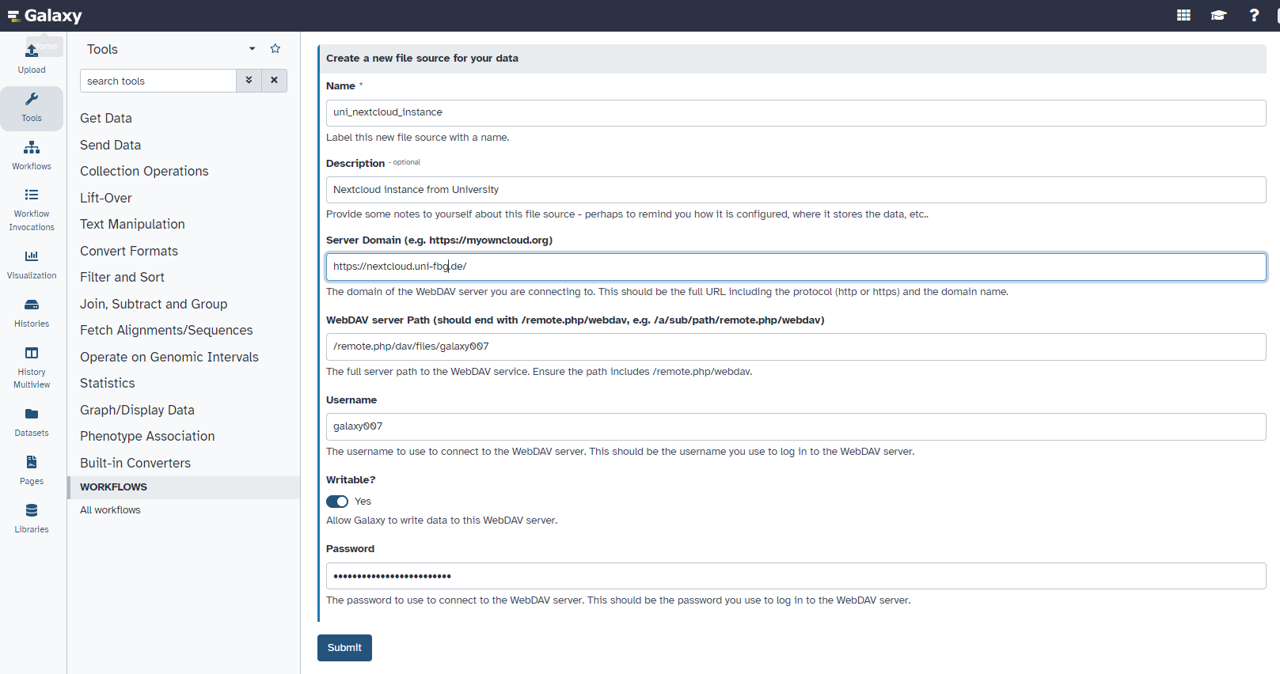 Galaxy
Upload
Tools
Workflows
Workflow
Invocations
Visualization
Histories
History
Multiview
Datasets
Pages
Libraries
Tools
search tools
Get Data
Send Data
Collection Operations
Lift-Over
Text Manipulation
Convert Formats
Filter and Sort
Join, Subtract and Group
Fetch Alignments/Sequences
Operate on Genomic Intervals
Statistics
Graph/Display Data
Phenotype Association
Built-in Converters
WORKFLOWS
All workflows
Create a new file source for your data
Name *
uni_nextcloud_instance
Label this new file source with a name.
Description - optional
Nextcloud instance from University
Provide some notes to yourself about this file source - perhaps to remind you how it is configured, where it stores the data, etc..
Server Domain (e.g. https://myowncloud.org)
https://nextcloud.uni-fbg.de/
The domain of the WebDAV server you are connecting to. This should be the full URL including the protocol (http or https) and the domain name.
WebDAV server Path (should end with /remote.php/webdav, e.g. /a/sub/path/remote.php/webdav)
/remote.php/dav/files/galaxy007
The full server path to the WebDAV service. Ensure the path includes /remote.php/webdav.
Username
galaxy007
The username to use to connect to the WebDAV server. This should be the username you use to log in to the WebDAV server.
Writable?
Yes
Allow Galaxy to write data to this WebDAV server.
Password
The password to use to connect to the WebDAV server. This should be the password you use to log in to the WebDAV server.
Submit